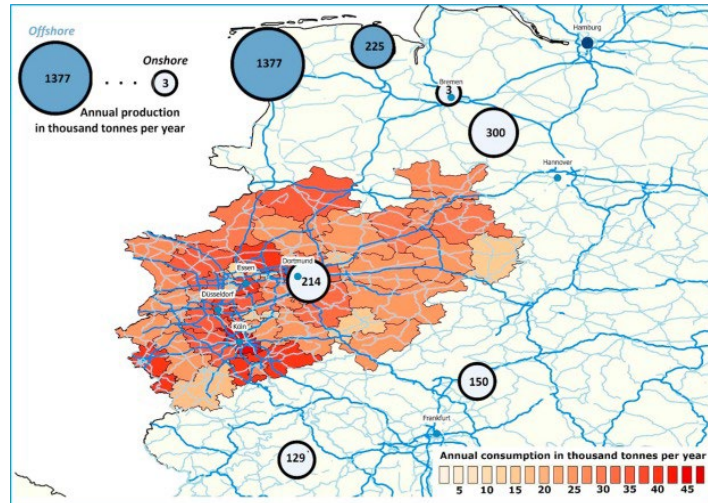 Offshore
1377
. . .
Onshore
3
Annual production
in thousand tonnes per year
1377
225
Hamburg
Bremen
3
300
Hannover
Essen
Dortmund
214
Düsseldorf
Köln
150
Frankfurt
129
Annual consumption in thousand tonnes per year
5 10 15 20 25 30 35 40 45